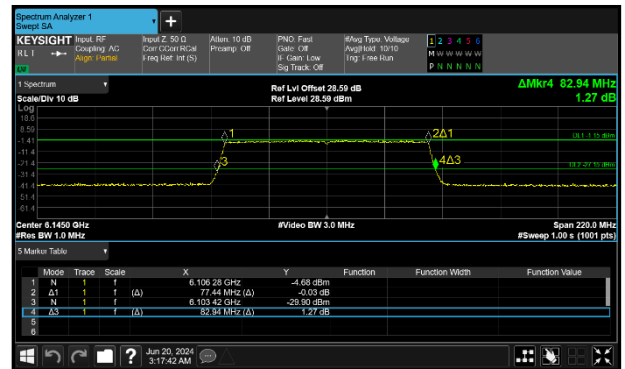 Spectrum Analyzer 1
Swept SA
+
KEYSIGHT Input: RF Input Z: 50 Ω Atten: 10 dB PNO: Fast #Avg Type: Voltage 1 2 3 4 5 6
RLT Coupling: AC Corr CCorr RCal Preamp: Off Gate: Off Avg|Hold: 10/10 M W W W W W
Align: Partial Freq Ref: Int (S) IF Gain: Low Trig: Free Run
Sig Track: Off P N N N N N
1 Spectrum Ref Lvl Offset 28.59 dB ΔMkr4 82.94 MHz
Scale/Div 10 dB Ref Level 28.59 dBm 1.27 dB
Log
18.6
8.59
-1.41
-11.4
-21.4
-31.4
-41.4
-51.4
-61.4
1
2Δ1
DL1 -1.15 dBm
3
4Δ3
DL2 -27.15 dBm
Center 6.1450 GHz #Video BW 3.0 MHz Span 220.0 MHz
#Res BW 1.0 MHz #Sweep 1.00 s (1001 pts)
5 Marker Table
Mode Trace Scale X Y Function Function Width Function Value
1 N 1 f 6.106 28 GHz -4.68 dBm
2 Δ1 1 f (Δ) 77.44 MHz (Δ) -0.03 dB
3 N 1 f 6.103 42 GHz -29.90 dBm
4 Δ3 1 f (Δ) 82.94 MHz (Δ) 1.27 dB
5
6
? Jun 20, 2024
3:17:42 AM